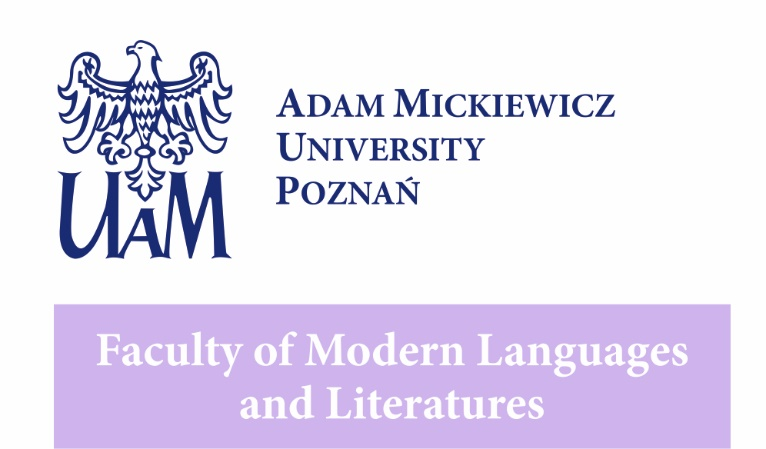 UAM
ADAM MICKIEWICZ
UNIVERSITY
POZNAŃ
Faculty of Modern Languages
and Literatures